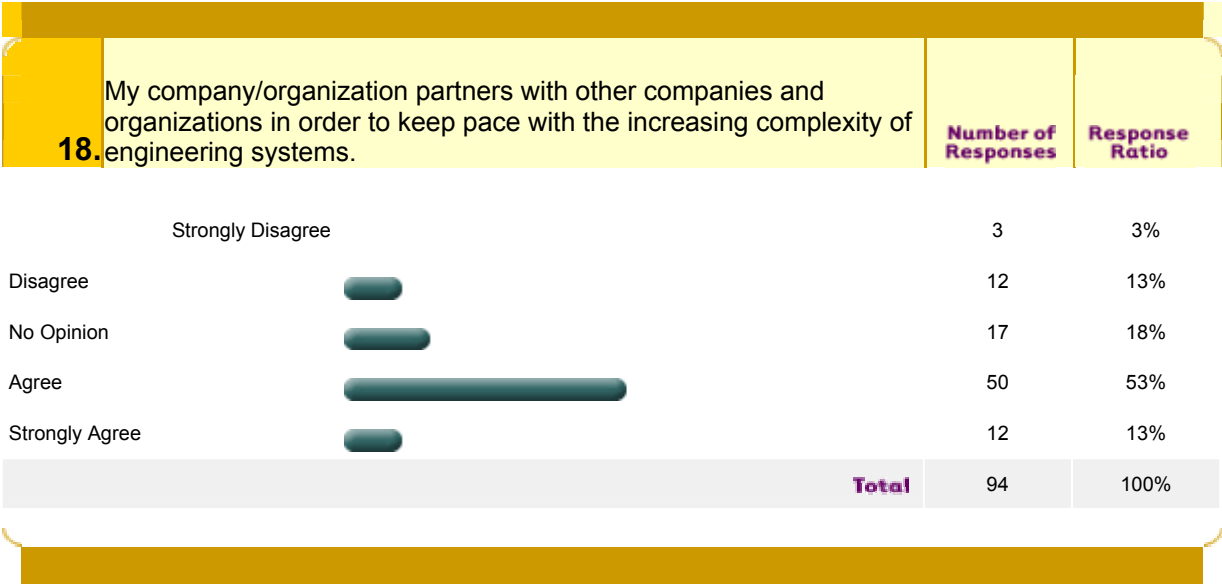 My company/organization partners with other companies and
organizations in order to keep pace with the increasing complexity of
18. engineering systems.
Number of
Responses
Response
Ratio
Strongly Disagree 3 3%
Disagree 12 13%
No Opinion 17 18%
Agree 50 53%
Strongly Agree 12 13%
Total 94 100%